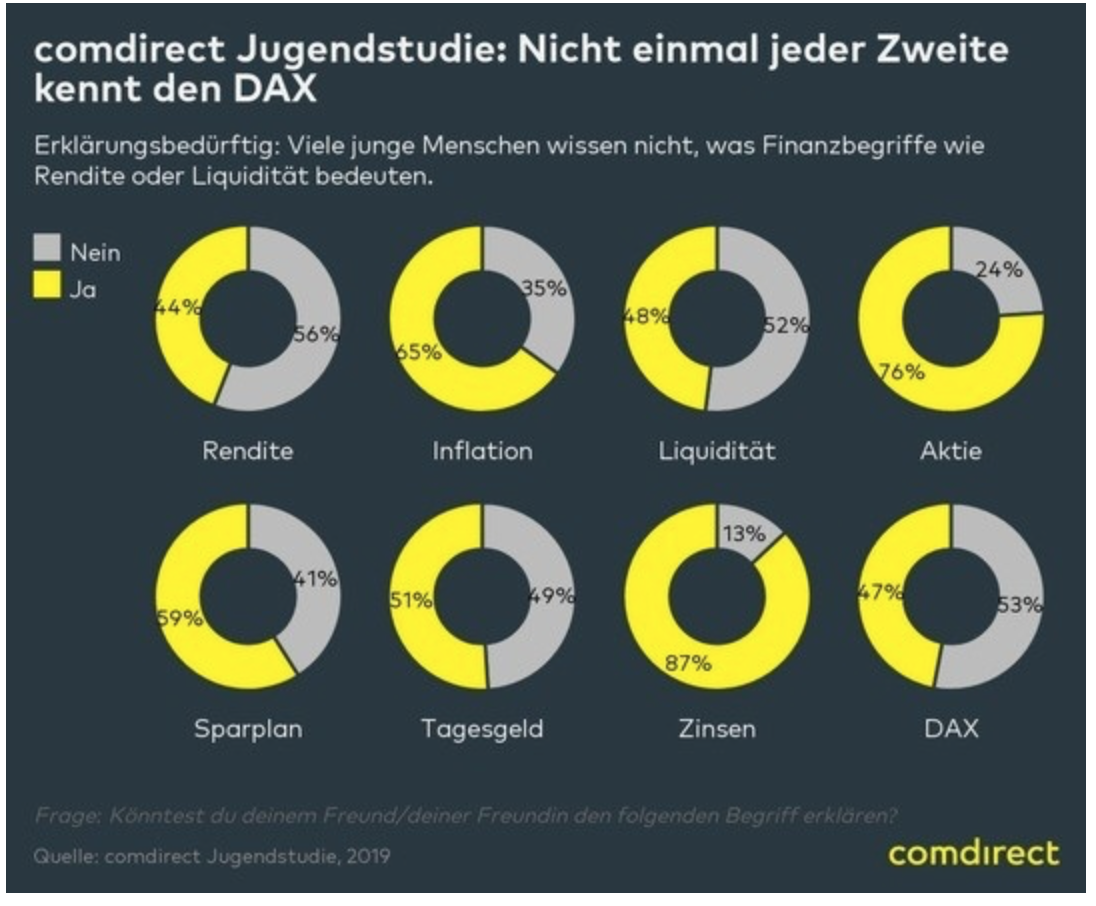 comdirect Jugendstudie: Nicht einmal jeder Zweite
kennt den DAX
Erklärungsbedürftig: Viele junge Menschen wissen nicht, was Finanzbegriffe wie
Rendite oder Liquidität bedeuten.
Nein
Ja
44%
56%
Rendite
35%
65%
Inflation
48%
52%
Liquidität
24%
76%
Aktie
41%
59%
Sparplan
51%
49%
Tagesgeld
13%
87%
Zinsen
47%
53%
DAX
Frage: Könntest du deinem Freund/deiner Freundin den folgenden Begriff erklären?
Quelle: comdirect Jugendstudie, 2019
comdirect